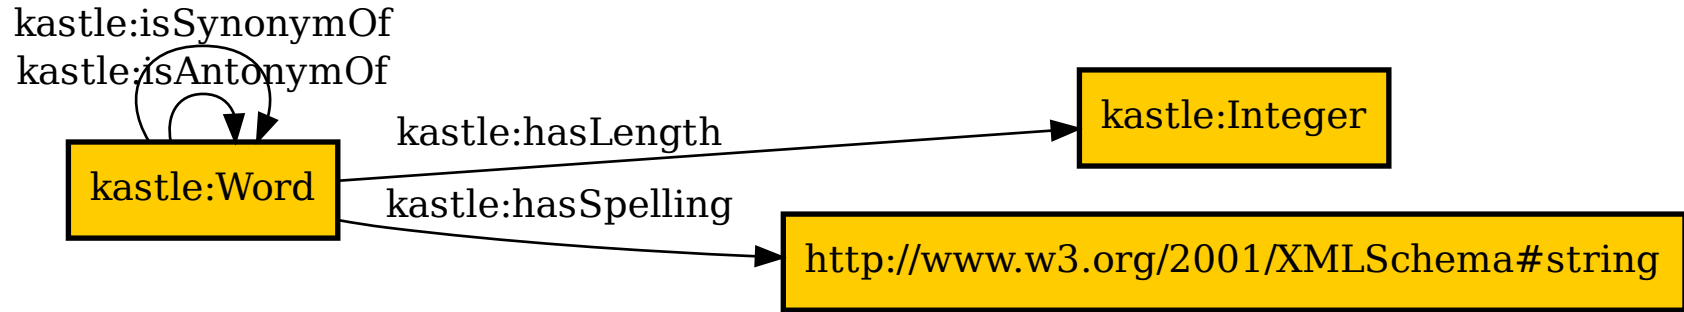 kastle:isSynonymOf
kastle:isAntonymOf
kastle:Word
kastle:hasLength
kastle:Integer
kastle:hasSpelling
http://www.w3.org/2001/XMLSchema#string